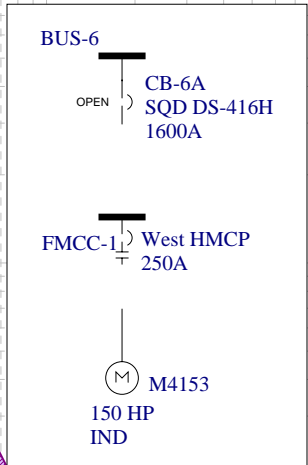 BUS-6
CB-6A
OPEN
SQD DS-416H
1600A
FMCC-1
West HMCP
250A
M
M4153
150 HP
IND